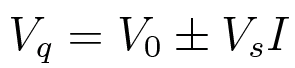 V_q = V_0 ± V_s I